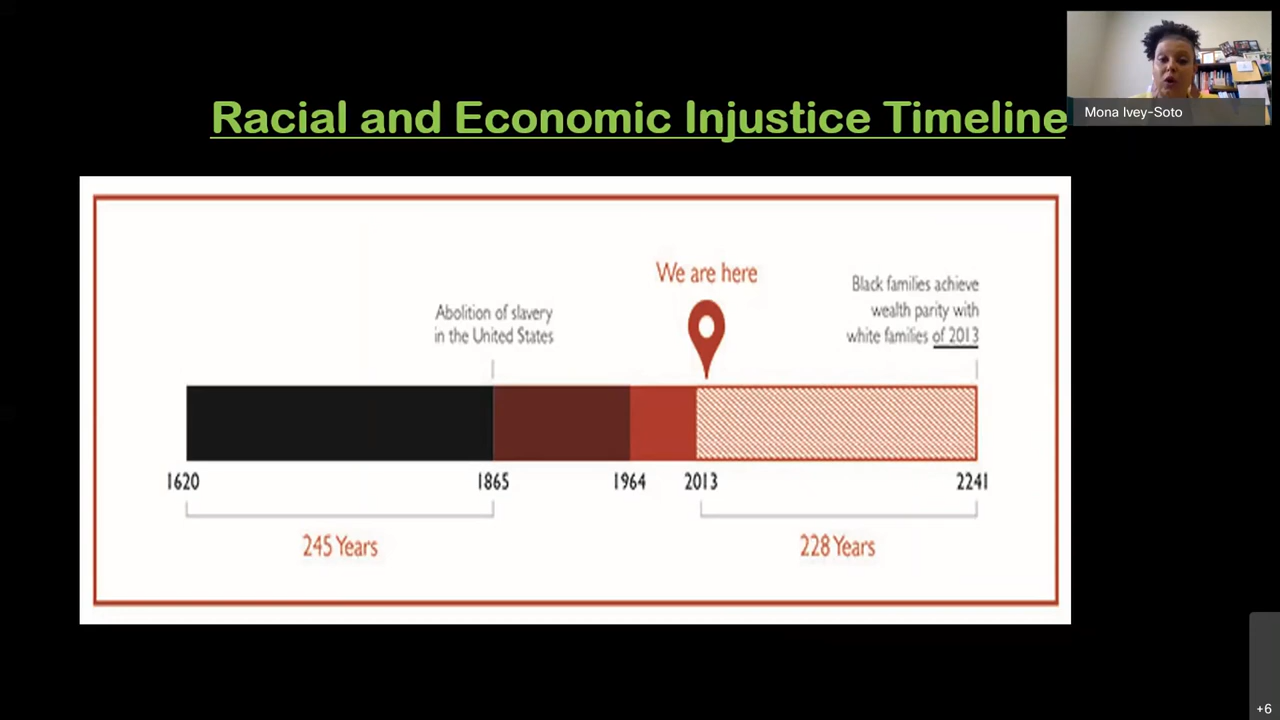 Mona Ivey-Soto
Racial and Economic Injustice Timeline
We are here
Black families achieve
wealth parity with
white families of 2013
Abolition of slavery
in the United States
1620
1865
1964
2013
2241
245 Years
228 Years
+6